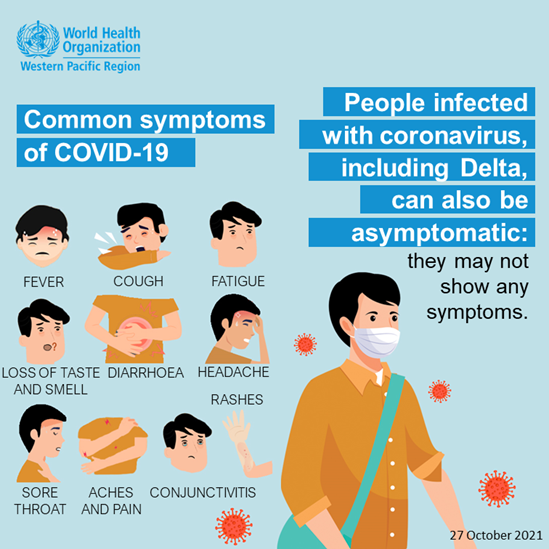 World Health
Organization
Western Pacific Region
Common symptoms
of COVID-19
FEVER
COUGH
FATIGUE
LOSS OF TASTE
AND SMELL
DIARRHOEA
HEADACHE
RASHES
SORE
THROAT
ACHES
AND PAIN
CONJUNCTIVITIS
People infected
with coronavirus,
including Delta,
can also be
asymptomatic:
they may not
show any
symptoms.
?
27 October 2021